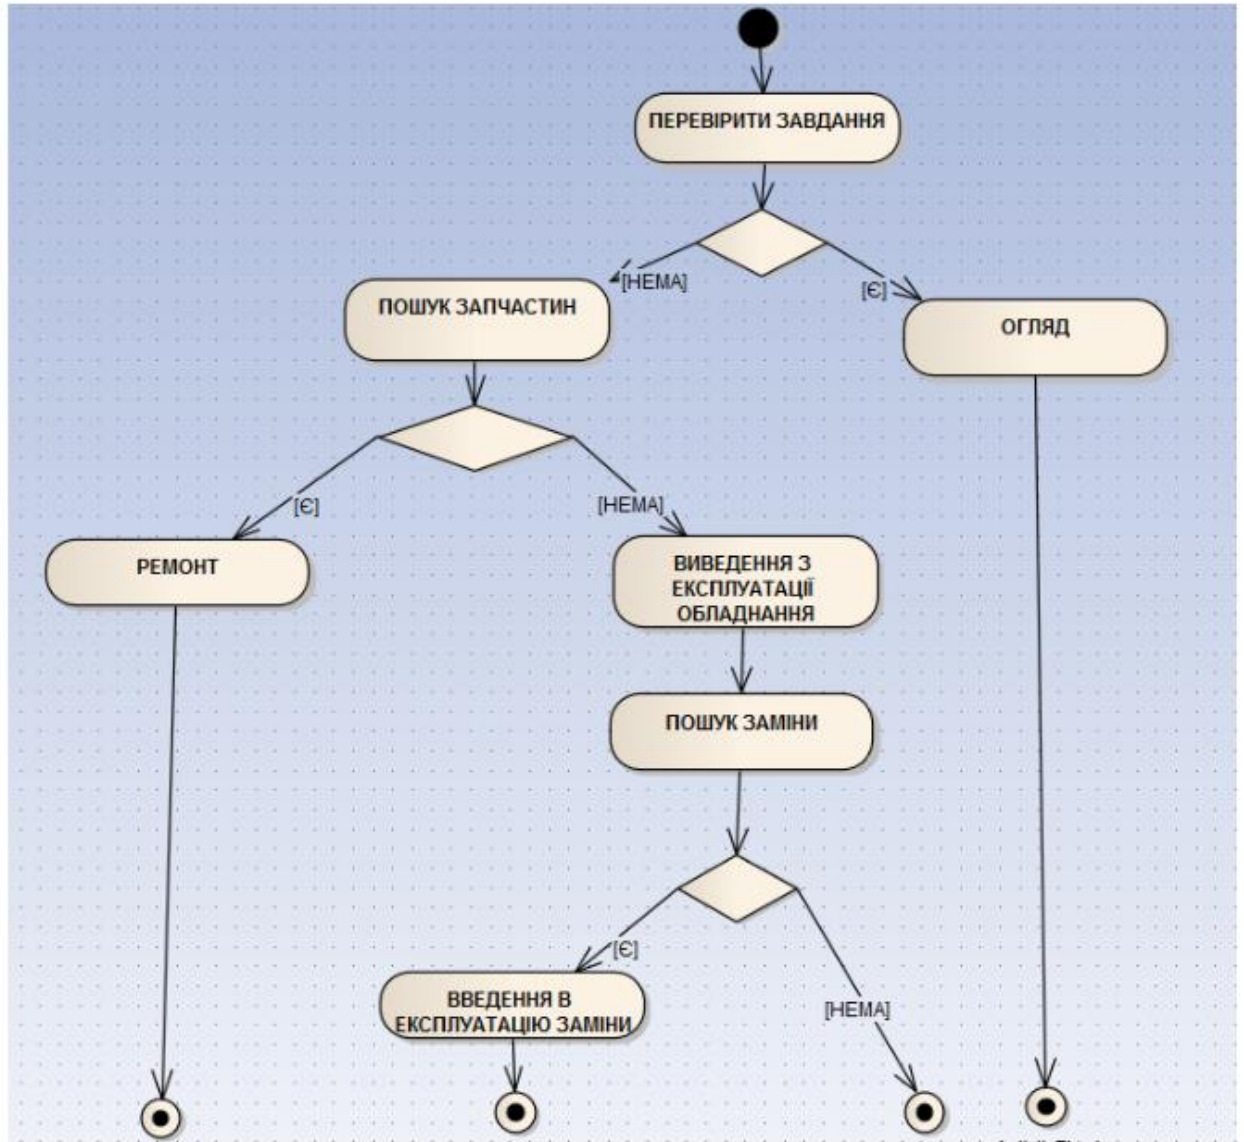 ПЕРЕВІРИТИ ЗАВДАННЯ
[НЕМА]
[Є]
ПОШУК ЗАПЧАСТИН
ОГЛЯД
[Є]
[НЕМА]
РЕМОНТ
ВИВЕДЕННЯ З
ЕКСПЛУАТАЦІЇ
ОБЛАДНАННЯ
ПОШУК ЗАМІНИ
[Є]
ВВЕДЕННЯ В
ЕКСПЛУАТАЦІЮ ЗАМІНИ
[НЕМА]